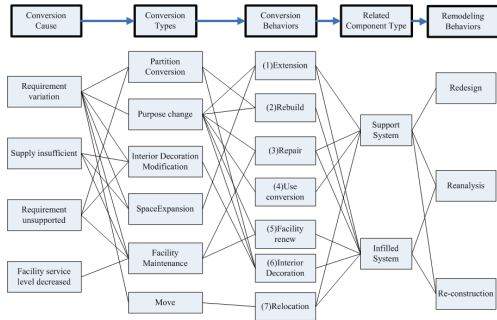 Conversion
Cause
Conversion
Types
Conversion
Behaviors
Related
Component Type
Remodeling
Behaviors
Requirement
variation
Supply insufficient
Requirement
unsupported
Facility service
level decreased
Partition
Conversion
Purpose change
Interior Decoration
Modification
SpaceExpansion
Facility
Maintenance
Move
(1)Extension
(2)Rebuild
(3)Repair
(4)Use
conversion
(5)Facility
renew
(6)Interior
Decoration
(7)Relocation
Support
System
Infilled
System
Redesign
Reanalysis
Re-construction